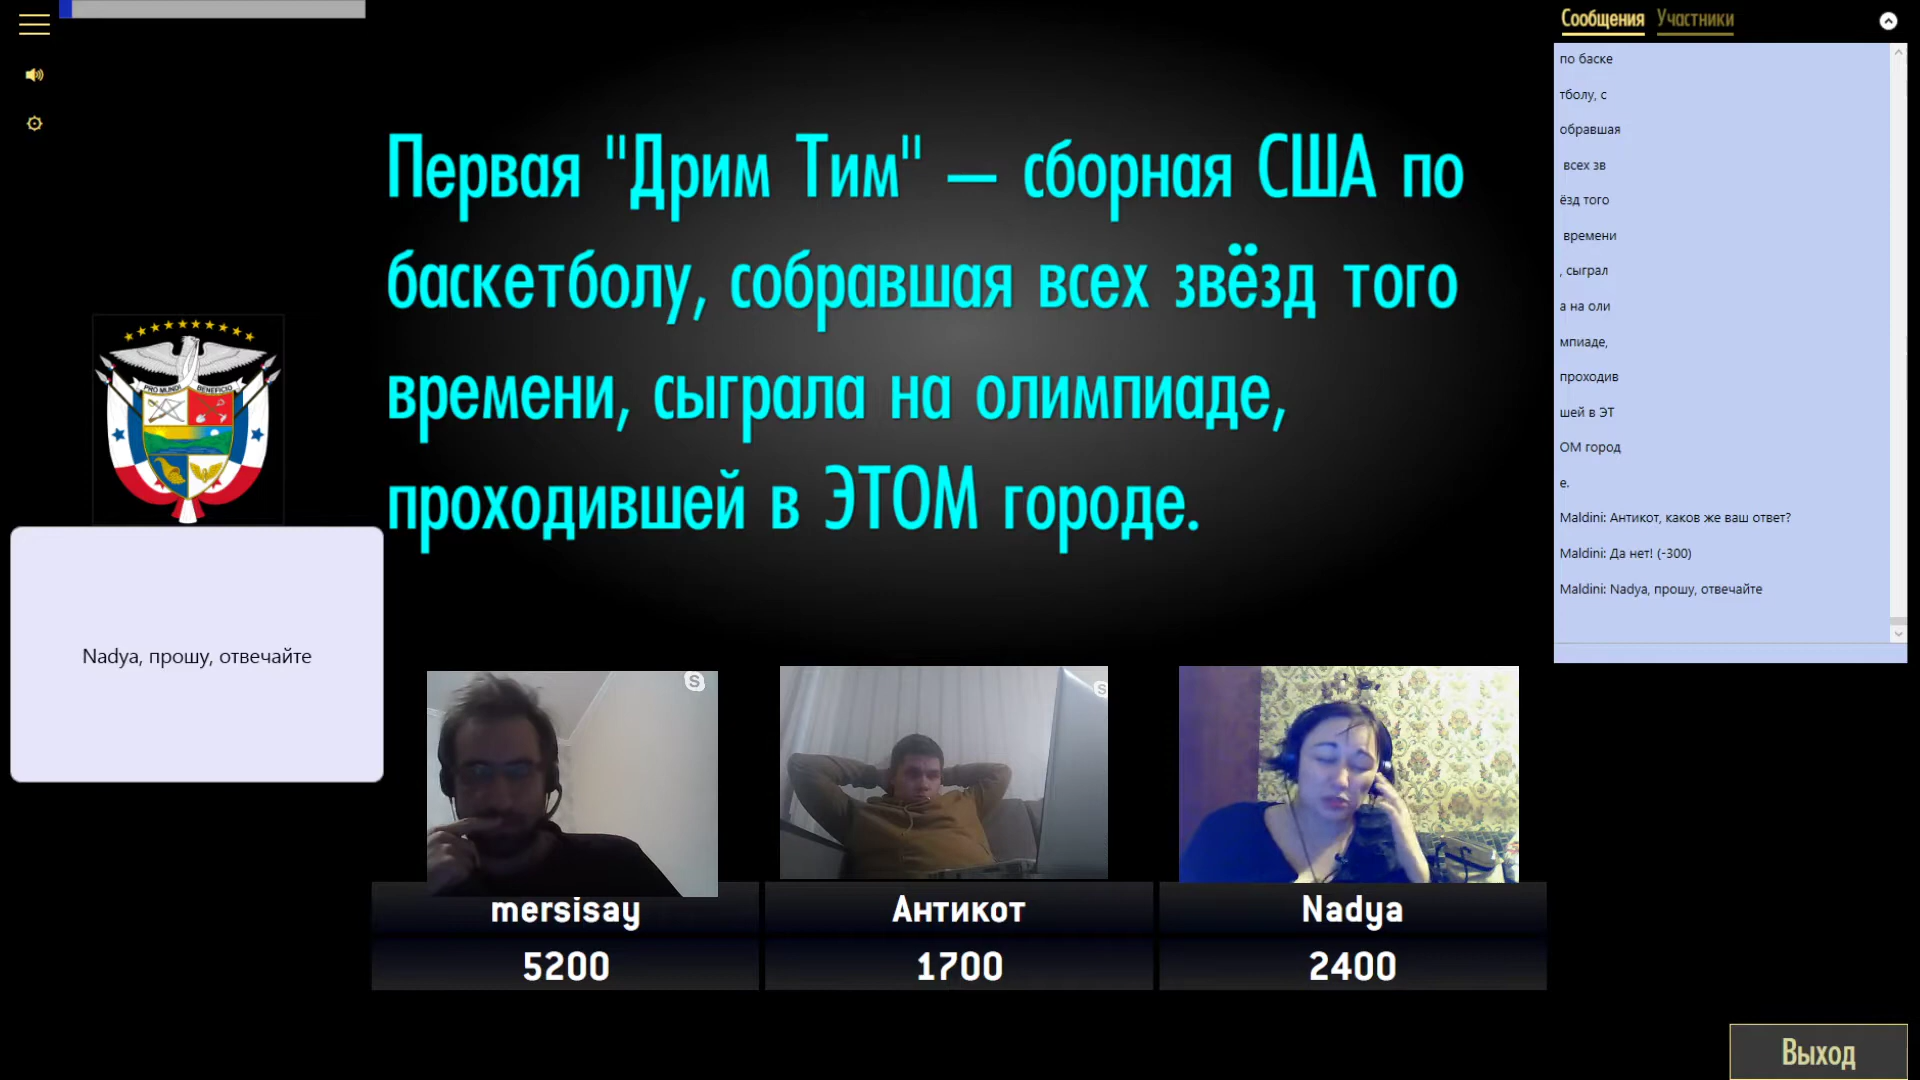 Сообщения Участники
Первая "Дрим Тим" — сборная США по
баскетболу, собравшая всех звёзд того
времени, сыграла на олимпиаде,
проходившей в ЭТОМ городе.
по баске
тболу, с
обравшая
всех зв
ёзд того
времени
, сыграл
а на оли
мпиаде,
проходив
шей в ЭТ
ОМ город
е.
Maldini: Антикот, каков же ваш ответ?
Maldini: Да нет! (-300)
Maldini: Nadya, прошу, отвечайте
PRO MUNDI BENEFICIO
Nadya, прошу, отвечайте
S
S
mersisay
5200
Антикот
1700
Nadya
2400
Выход